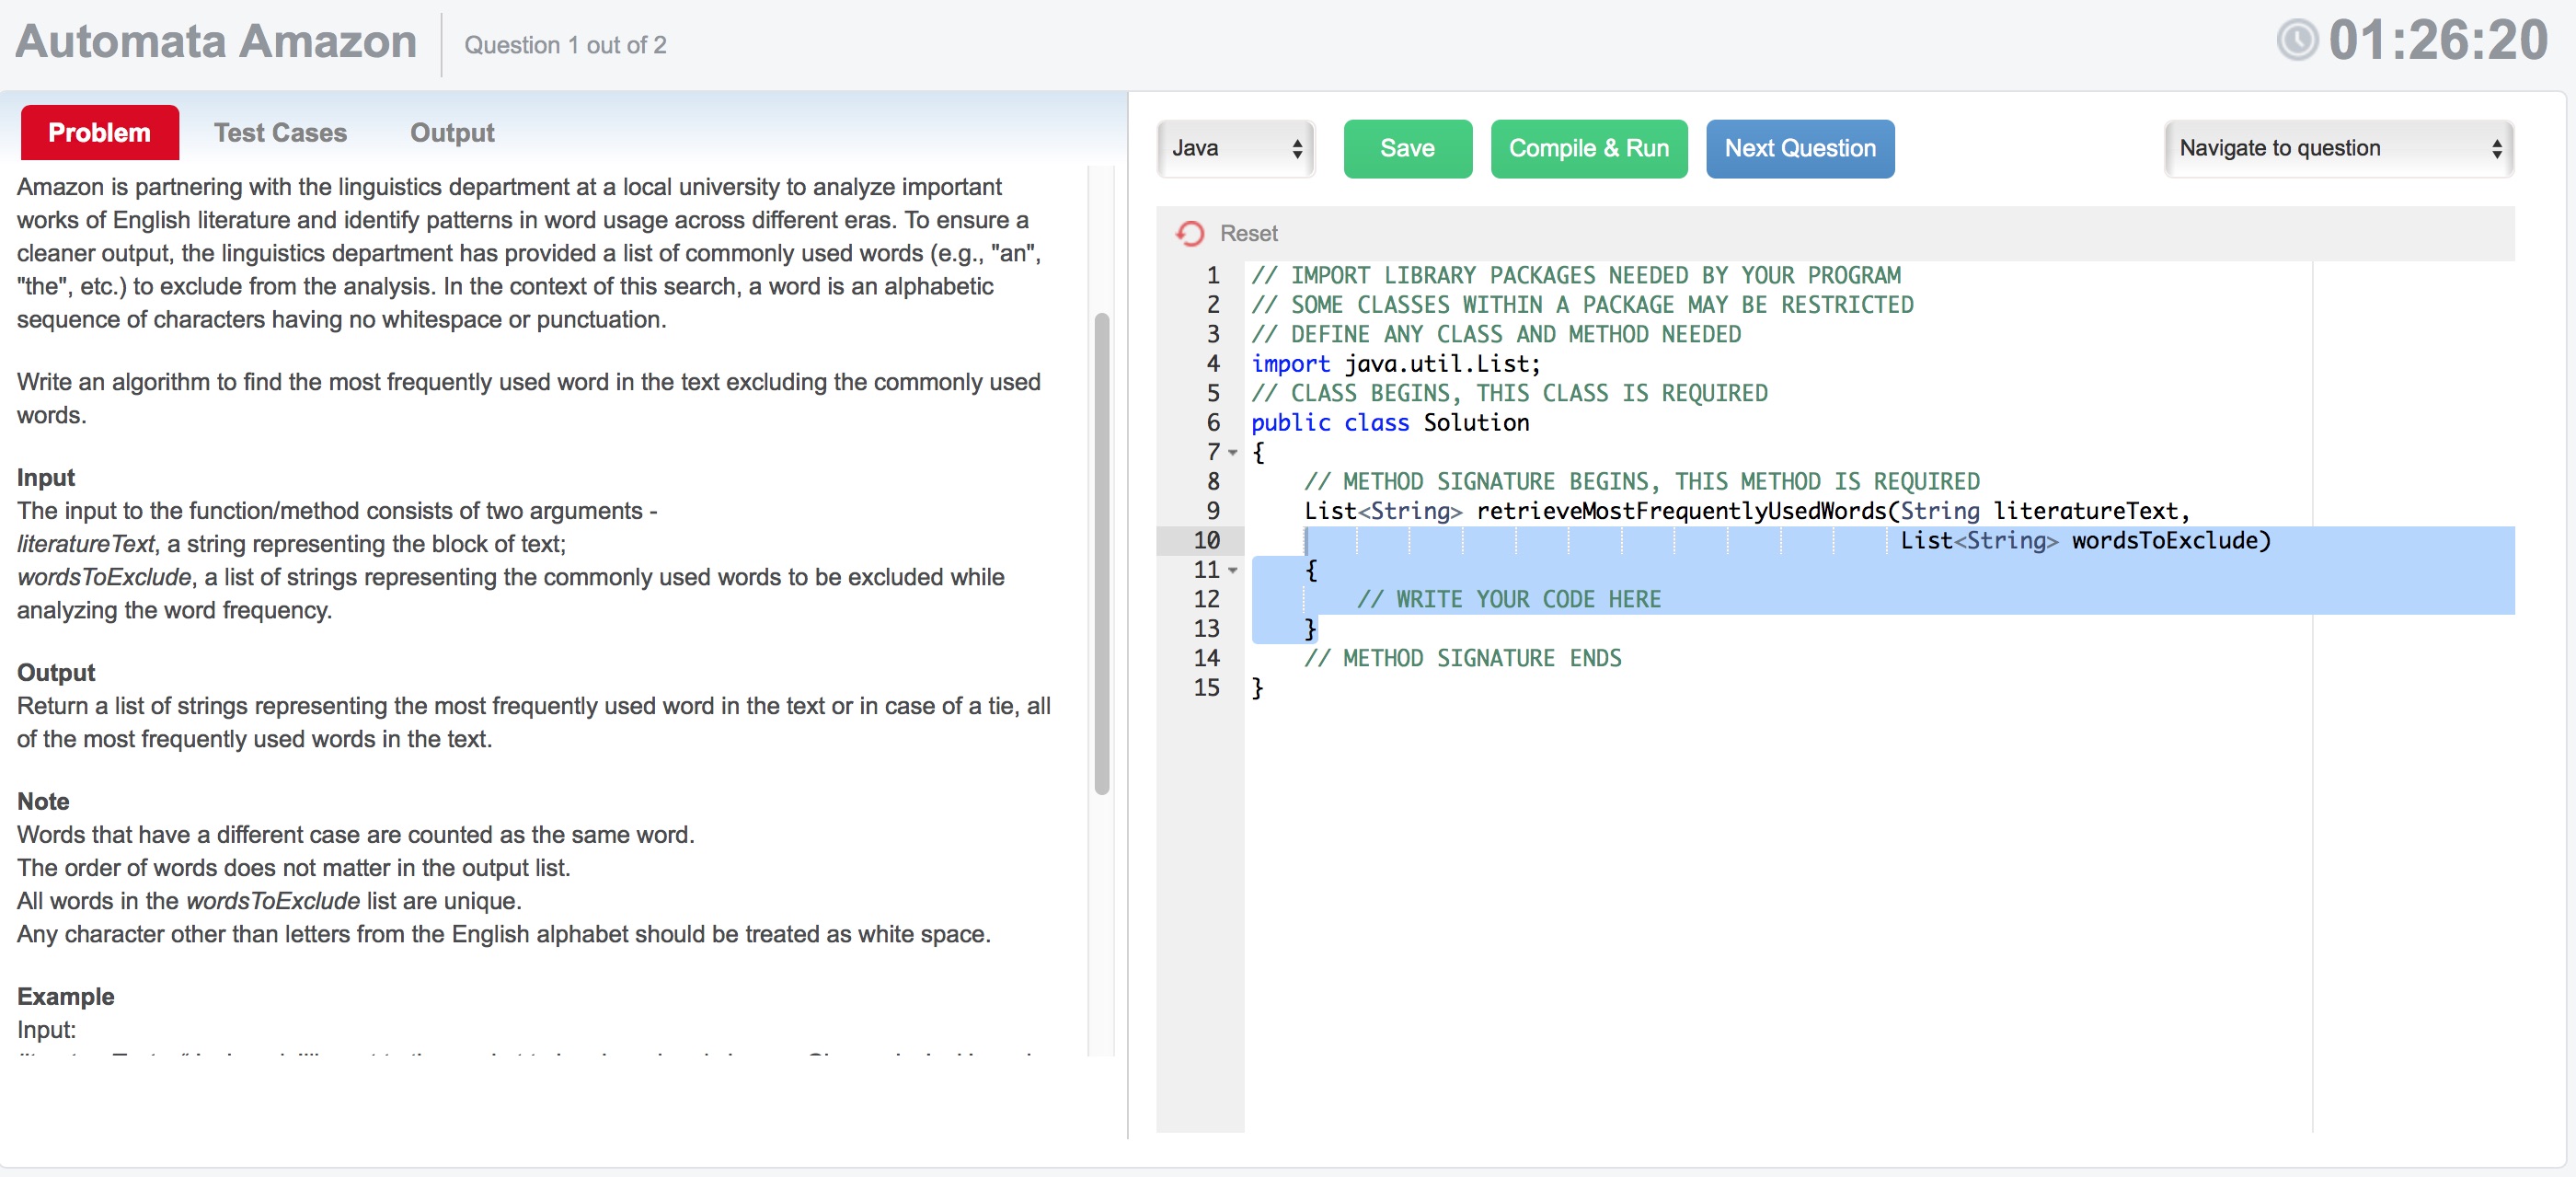 Automata Amazon
Question 1 out of 2
01:26:20
Problem
Test Cases
Output
Amazon is partnering with the linguistics department at a local university to analyze important
works of English literature and identify patterns in word usage across different eras. To ensure a
cleaner output, the linguistics department has provided a list of commonly used words (e.g., "an",
"the", etc.) to exclude from the analysis. In the context of this search, a word is an alphabetic
sequence of characters having no whitespace or punctuation.
Write an algorithm to find the most frequently used word in the text excluding the commonly used
words.
Input
The input to the function/method consists of two arguments -
literatureText, a string representing the block of text;
wordsToExclude, a list of strings representing the commonly used words to be excluded while
analyzing the word frequency.
Output
Return a list of strings representing the most frequently used word in the text or in case of a tie, all
of the most frequently used words in the text.
Note
Words that have a different case are counted as the same word.
The order of words does not matter in the output list.
All words in the wordsToExclude list are unique.
Any character other than letters from the English alphabet should be treated as white space.
Example
Input:
Java
Save
Compile & Run
Next Question
Navigate to question
Reset
1 // IMPORT LIBRARY PACKAGES NEEDED BY YOUR PROGRAM
2 // SOME CLASSES WITHIN A PACKAGE MAY BE RESTRICTED
3 // DEFINE ANY CLASS AND METHOD NEEDED
4 import java.util.List;
5 // CLASS BEGINS, THIS CLASS IS REQUIRED
6 public class Solution
7 {
8 // METHOD SIGNATURE BEGINS, THIS METHOD IS REQUIRED
9 List<String> retrieveMostFrequentlyUsedWords(String literatureText,
10 List<String> wordsToExclude)
11 {
12 // WRITE YOUR CODE HERE
13 }
14 // METHOD SIGNATURE ENDS
15 }